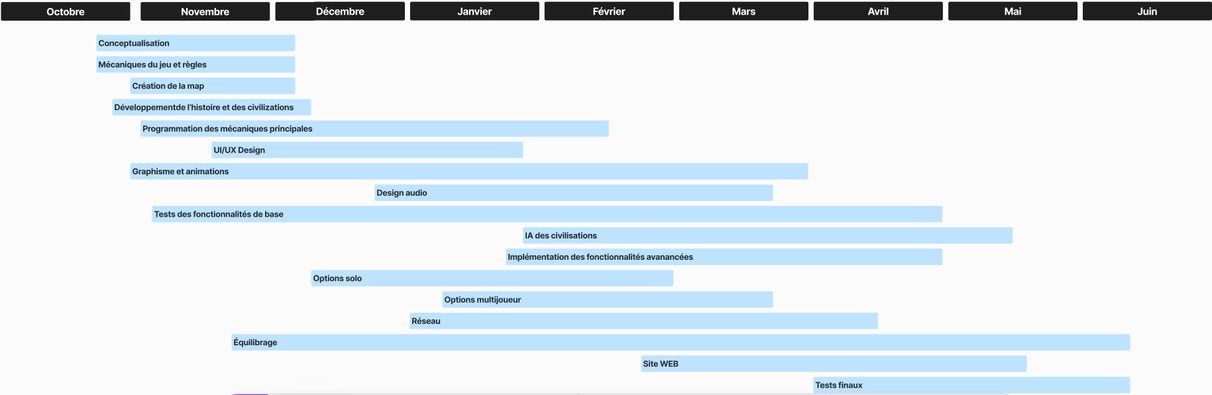 Octobre Novembre Décembre Janvier Février Mars Avril Mai Juin
Conceptualisation
Mécaniques du jeu et règles
Création de la map
Développementde l'histoire et des civilizations
Programmation des mécaniques principales
UI/UX Design
Graphisme et animations
Design audio
Tests des fonctionnalités de base
IA des civilisations
Implémentation des fonctionnalités avanancées
Options solo
Options multijoueur
Réseau
Équilibrage
Site WEB
Tests finaux